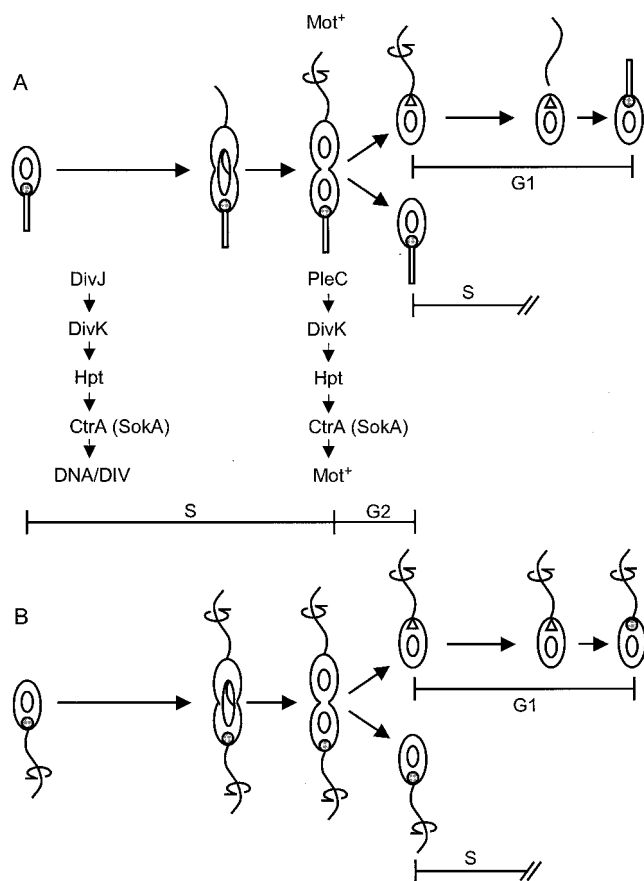 Mot⁺
A
G1
S
DivJ PleC
DivK DivK
Hpt Hpt
CtrA (SokA) CtrA (SokA)
DNA/DIV Mot⁺
S G2
B
G1
S